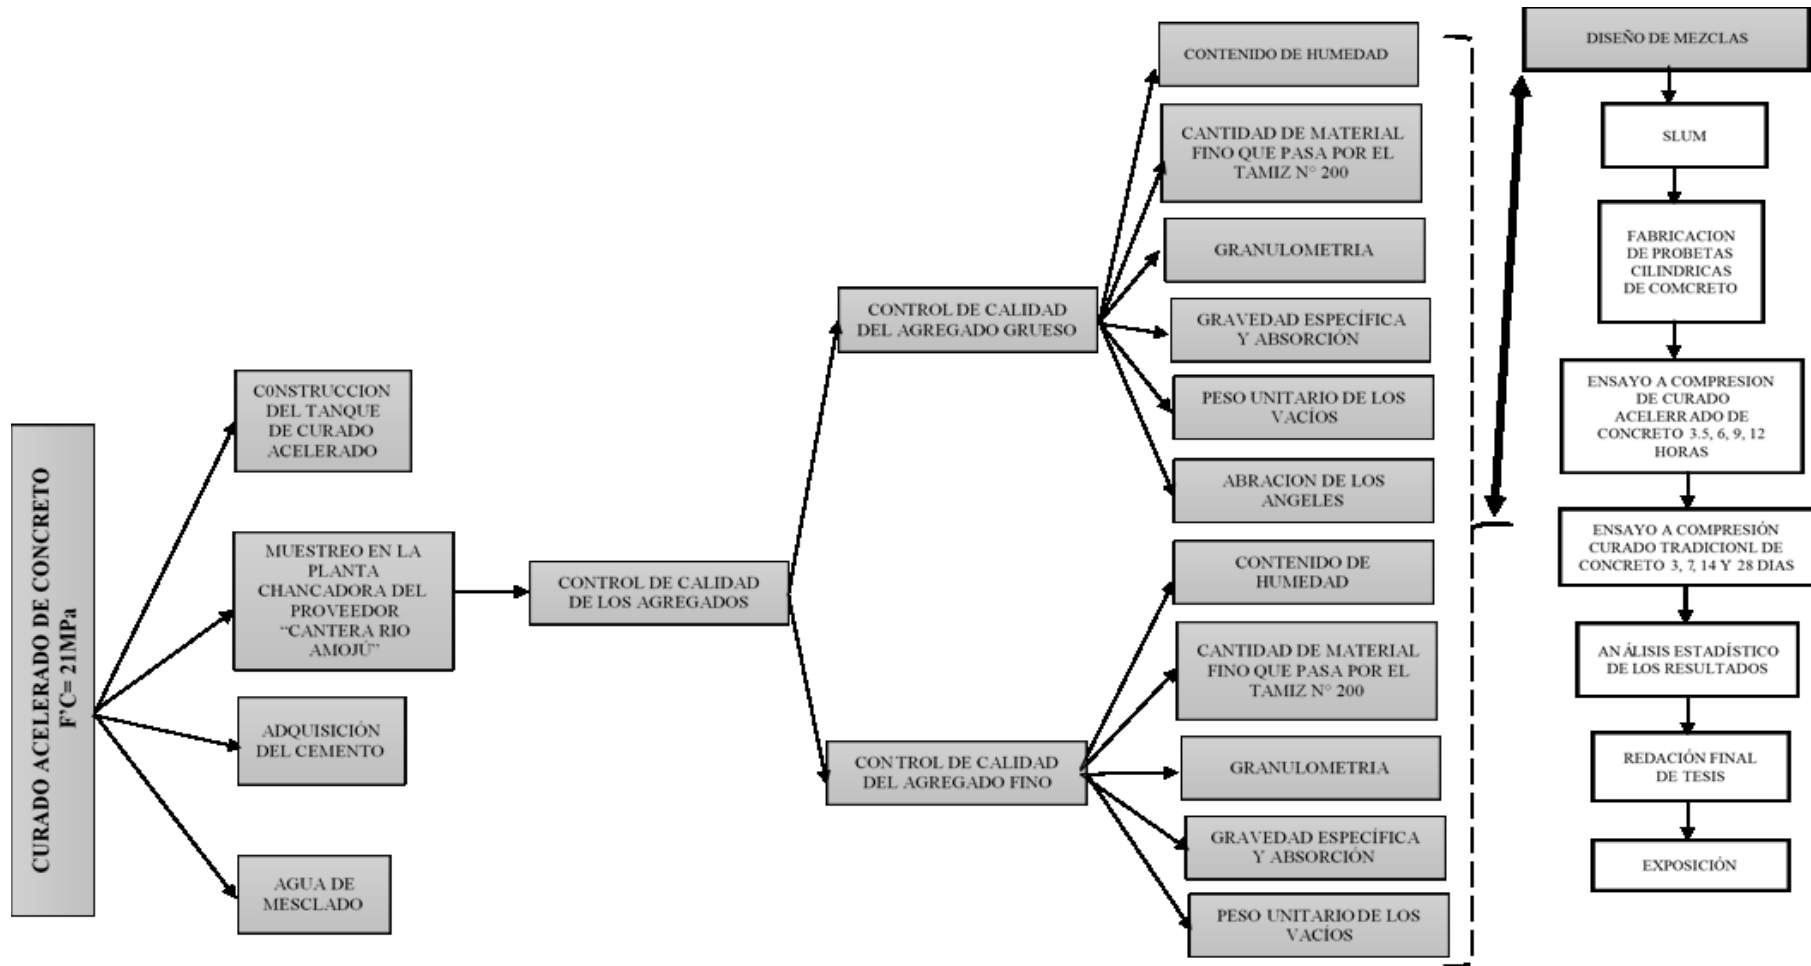 CURADO ACELERADO DE CONCRETO
F'C= 21MPa
C0NSTRUCCION
DEL TANQUE
DE CURADO
ACELERADO
MUESTREO EN LA
PLANTA
CHANCADORA DEL
PROVEEDOR
“CANTERA RIO
AMOJÚ”
ADQUISICIÓN
DEL CEMENTO
AGUA DE
MESCLADO
CONTROL DE CALIDAD
DE LOS AGREGADOS
CONTROL DE CALIDAD
DEL AGREGADO GRUESO
CONTROL DE CALIDAD
DEL AGREGADO FINO
CONTENIDO DE HUMEDAD
CANTIDAD DE MATERIAL
FINO QUE PASA POR EL
TAMIZ N° 200
GRANULOMETRIA
GRAVEDAD ESPECÍFICA
Y ABSORCIÓN
PESO UNITARIO DE LOS
VACÍOS
ABRACION DE LOS
ANGELES
CONTENIDO DE
HUMEDAD
CANTIDAD DE MATERIAL
FINO QUE PASA POR EL
TAMIZ N° 200
GRANULOMETRIA
GRAVEDAD ESPECÍFICA
Y ABSORCIÓN
PESO UNITARIO DE LOS
VACÍOS
DISEÑO DE MEZCLAS
SLUM
FABRICACION
DE PROBETAS
CILINDRICAS
DE COMCRETO
ENSAYO A COMPRESION
DE CURADO
ACELERRADO DE
CONCRETO 3.5, 6, 9, 12
HORAS
ENSAYO A COMPRESIÓN
CURADO TRADICIONL DE
CONCRETO 3, 7, 14 Y 28 DIAS
ANÁLISIS ESTADÍSTICO
DE LOS RESULTADOS
REDACIÓN FINAL
DE TESIS
EXPOSICIÓN